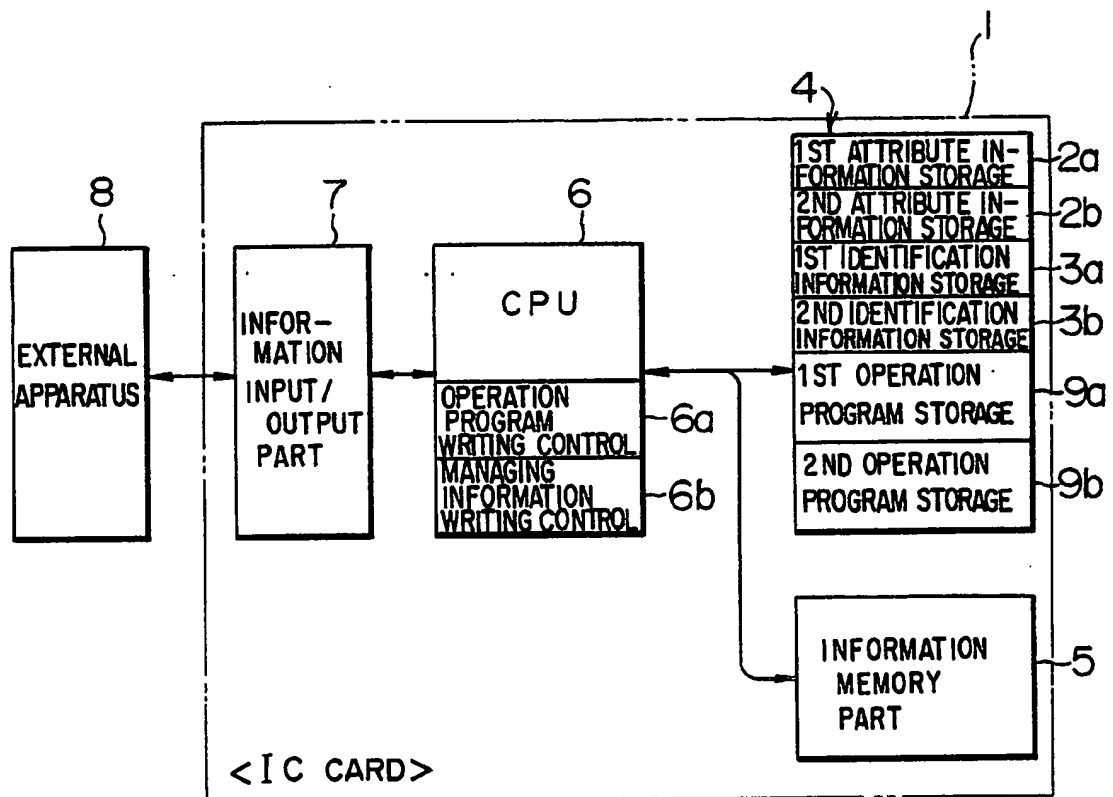 1
4
1ST ATTRIBUTE IN-
FORMATION STORAGE
2a
2ND ATTRIBUTE IN-
FORMATION STORAGE
2b
1ST IDENTIFICATION
INFORMATION STORAGE
3a
2ND IDENTIFICATION
INFORMATION STORAGE
3b
1ST OPERATION
PROGRAM STORAGE
9a
2ND OPERATION
PROGRAM STORAGE
9b
8
EXTERNAL
APPARATUS
7
INFOR-
MATION
INPUT/
OUTPUT
PART
6
CPU
OPERATION
PROGRAM
WRITING CONTROL
6a
MANAGING
INFORMATION
WRITING CONTROL
6b
INFORMATION
MEMORY
PART
5
<IC CARD>